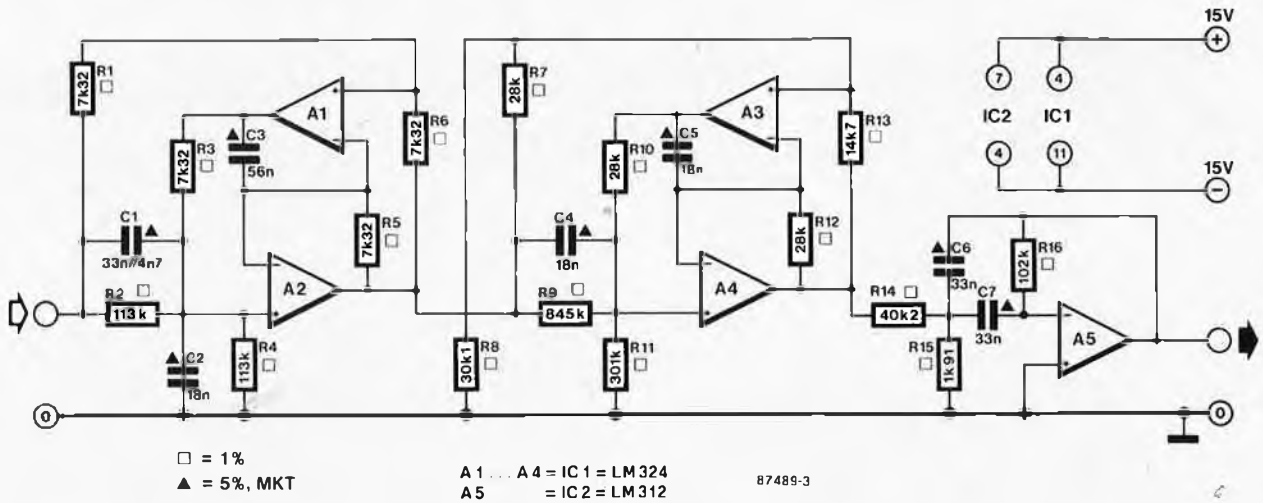 15V
+
R1
7k32
R7
28k
7
4
A1
R6
7k32
A3
R13
14k7
IC2
IC1
C3
56n
C5
18n
R3
7k32
R10
28k
4
11
15V
−
C1
33n//4n7
R5
7k32
C4
18n
R12
28k
C6
33n
R16
102k
R2
113k
A2
R9
845k
A4
R14
40k2
C7
33n
A5
C2
18n
R4
113k
R8
30k1
R11
301k
R15
1k91
0
0
□ = 1%
▲ = 5%, MKT
A1 ... A4 = IC1 = LM324
A5 = IC2 = LM312
87489-3